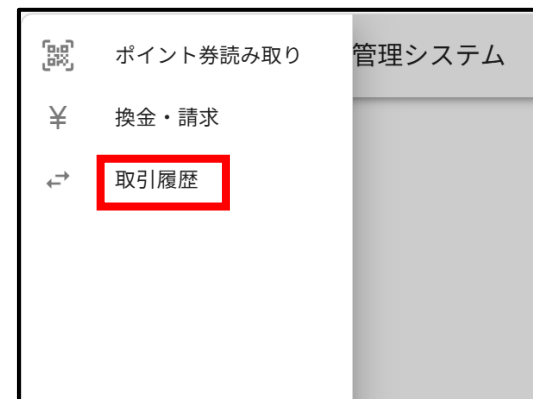 ポイント券読み取り
管理システム
換金・請求
取引履歴